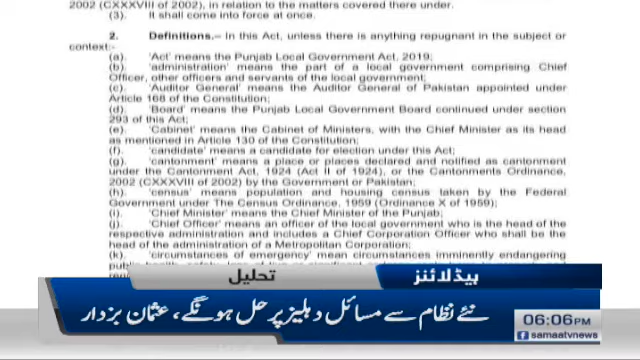 2002 (CXXXVIII of 2002), in relation to the matters covered there under.
(3). It shall come into force at once.
2. Definitions.– In this Act, unless there is anything repugnant in the subject or
context:-
(a). 'Act' means the Punjab Local Government Act, 2019;
(b). 'administration' means the part of a local government comprising Chief
Officer, other officers and servants of the local government;
(c). 'Auditor General' means the Auditor General of Pakistan appointed under
Article 168 of the Constitution;
(d). 'Board' means the Punjab Local Government Board continued under section
293 of this Act;
(e). 'Cabinet' means the Cabinet of Ministers, with the Chief Minister as its head
as mentioned in Article 130 of the Constitution;
(f). 'candidate' means a candidate for election under this Act;
(g). 'cantonment' means a place or places declared and notified as cantonment
under the Cantonment Act, 1924 (Act II of 1924), or the Cantonments Ordinance,
2002 (CXXXVIII of 2002) by the Government or Pakistan;
(h). 'census' means population and housing census taken by the Federal
Government under The Census Ordinance, 1959 (Ordinance X of 1959);
(i). 'Chief Minister' means the Chief Minister of the Punjab;
(j). 'Chief Officer' means an officer of the local government who is the head of the
respective administration and includes a Chief Corporation Officer who shall be the
head of the administration of a Metropolitan Corporation;
(k). 'circumstances of emergency' mean circumstances imminently endangering
ہیڈلائنز
تحلیل
نئے نظام سے مسائل دہلیز پر حل ہونگے، عثمان بزدار
06:06PM
samaatvnews